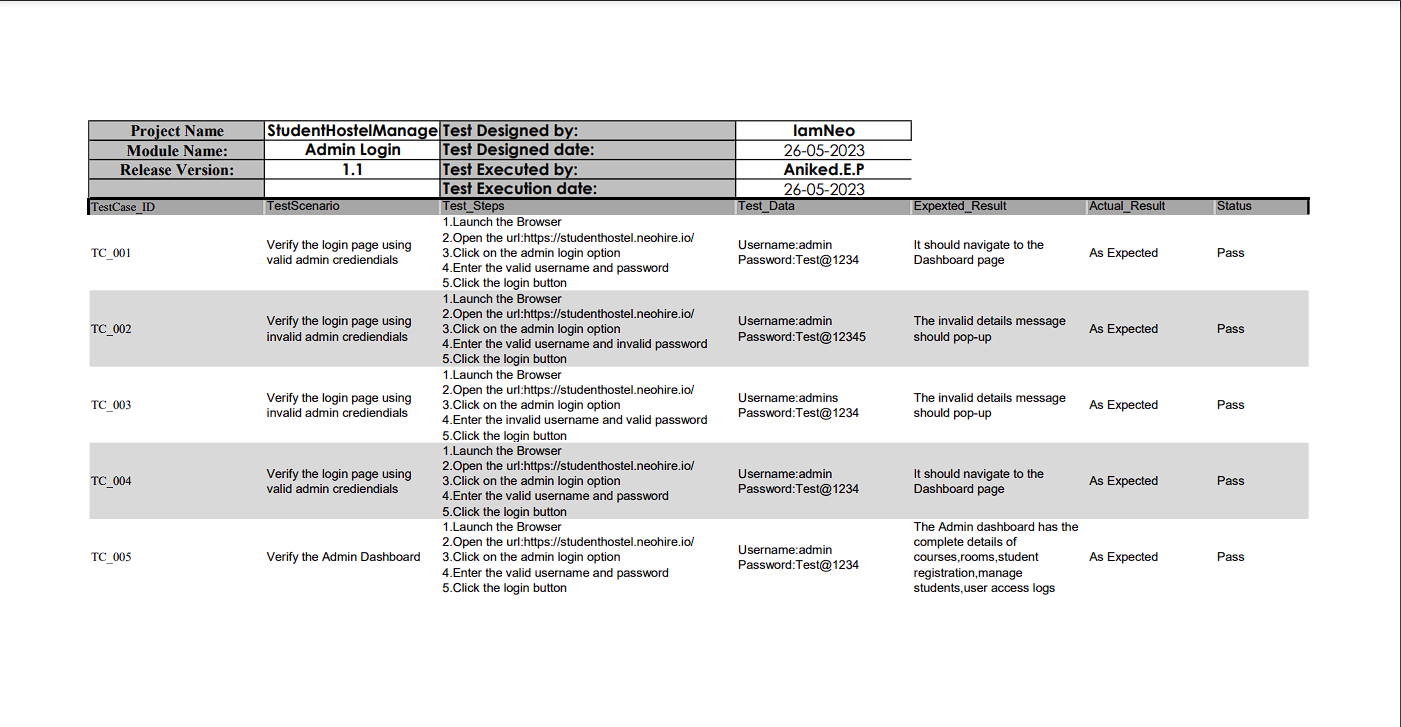 Project Name StudentHostelManage Test Designed by: IamNeo
Module Name: Admin Login Test Designed date: 26-05-2023
Release Version: 1.1 Test Executed by: Aniked.E.P
Test Execution date: 26-05-2023
TestCase_ID TestScenario Test_Steps Test_Data Expexted_Result Actual_Result Status
TC_001
Verify the login page using
valid admin crediendials
1.Launch the Browser
2.Open the url:https://studenthostel.neohire.io/
3.Click on the admin login option
4.Enter the valid username and password
5.Click the login button
Username:admin
Password:Test@1234
It should navigate to the
Dashboard page
As Expected
Pass
TC_002
Verify the login page using
invalid admin crediendials
1.Launch the Browser
2.Open the url:https://studenthostel.neohire.io/
3.Click on the admin login option
4.Enter the valid username and invalid password
5.Click the login button
Username:admin
Password:Test@12345
The invalid details message
should pop-up
As Expected
Pass
TC_003
Verify the login page using
invalid admin crediendials
1.Launch the Browser
2.Open the url:https://studenthostel.neohire.io/
3.Click on the admin login option
4.Enter the invalid username and valid password
5.Click the login button
Username:admins
Password:Test@1234
The invalid details message
should pop-up
As Expected
Pass
TC_004
Verify the login page using
valid admin crediendials
1.Launch the Browser
2.Open the url:https://studenthostel.neohire.io/
3.Click on the admin login option
4.Enter the valid username and password
5.Click the login button
Username:admin
Password:Test@1234
It should navigate to the
Dashboard page
As Expected
Pass
TC_005
Verify the Admin Dashboard
1.Launch the Browser
2.Open the url:https://studenthostel.neohire.io/
3.Click on the admin login option
4.Enter the valid username and password
5.Click the login button
Username:admin
Password:Test@1234
The Admin dashboard has the
complete details of
courses,rooms,student
registration,manage
students,user access logs
As Expected
Pass